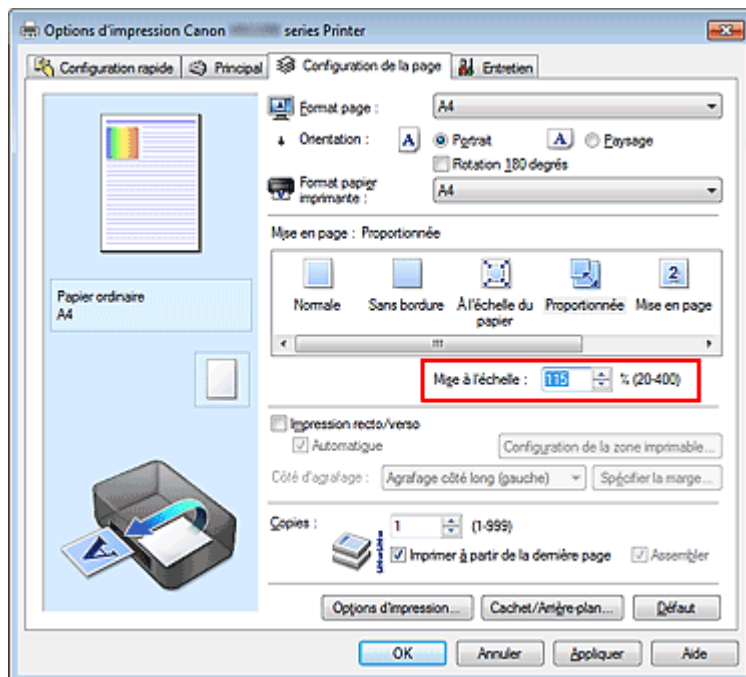 Options d'impression Canon series Printer
Configuration rapide Principal Configuration de la page Entretien
Format page : A4
Orientation : A Portrait A Paysage
Rotation 180 degrés
Format papier
imprimante : A4
Mise en page : Proportionnée
2
Normale Sans bordure À l'échelle du Proportionnée Mise en page
papier
Papier ordinaire
A4
Mise à l'échelle : 115 % (20-400)
Impression recto/verso
Automatique Configuration de la zone imprimable...
Côté d'agrafage : Agrafage côté long (gauche) Spécifier la marge...
Copies : 1 (1-999)
Imprimer à partir de la dernière page Assembler
A
Options d'impression... Cachet/Arrière-plan... Défaut
OK Annuler Appliquer Aide